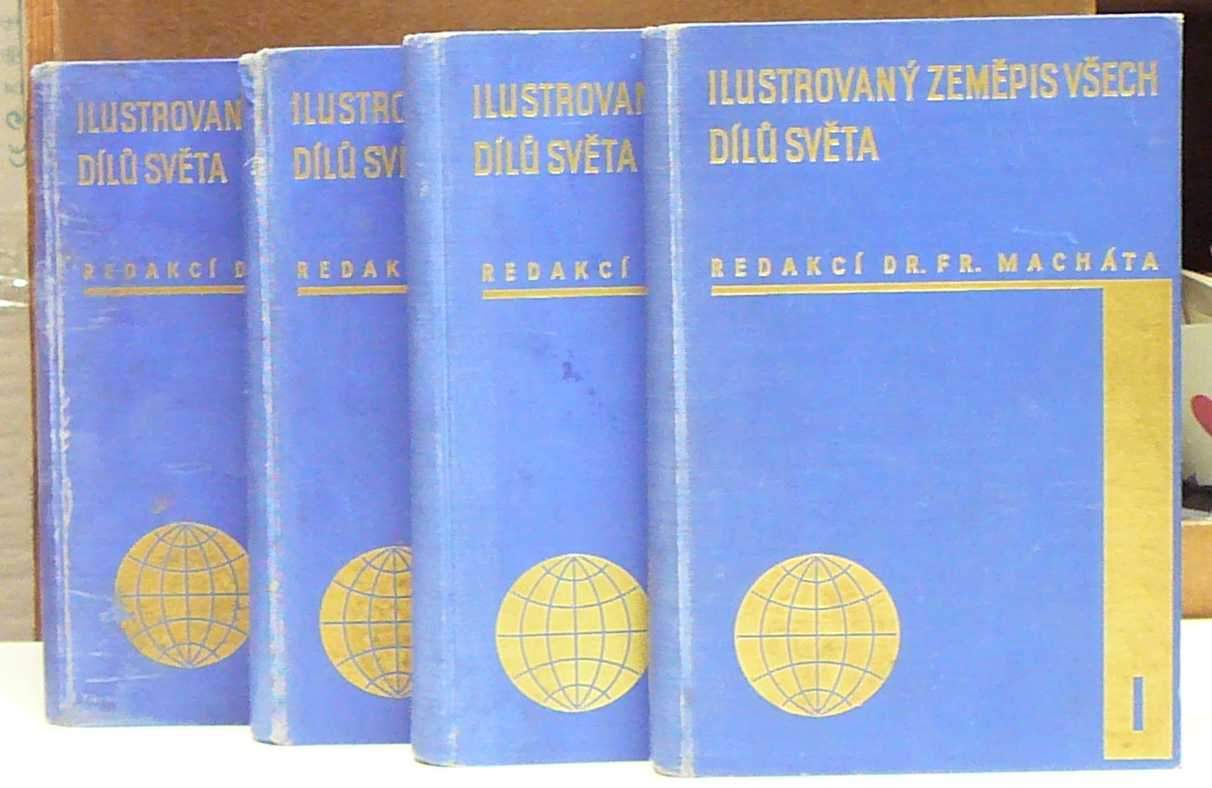 ILUSTROVAN
DÍLŮ SVĚTA
REDAKCÍ D
ILUSTRO
DÍLŮ SVĚ
REDAK
ILUSTROVAN
DÍLŮ SVĚTA
REDAKCÍ
ILUSTROVANÝ ZEMĚPIS VŠECH
DÍLŮ SVĚTA
REDAKCÍ DR. FR. MACHÁTA
I